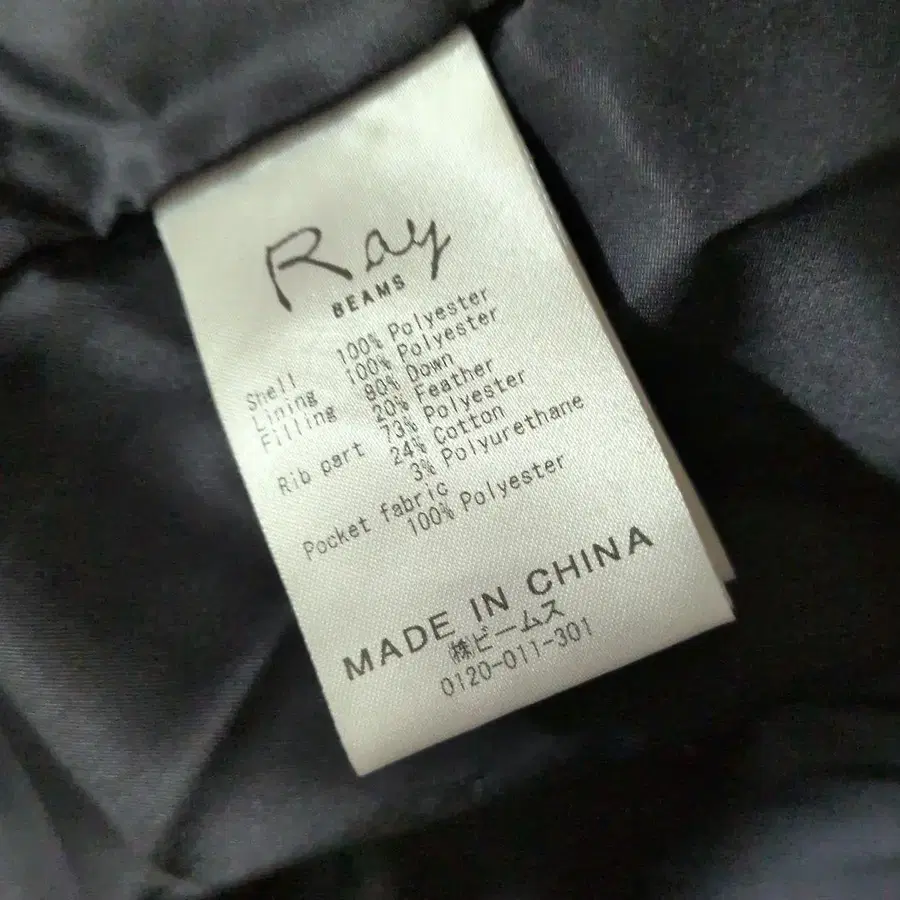 Ray
BEAMS
Shell 100% Polyester
Lining 100% Polyester
Filling 80% Down
20% Feather
Rib part 73% Polyester
24% Cotton
3% Polyurethane
Pocket fabric
100% Polyester
MADE IN CHINA
㈱ビームス
0120-011-301